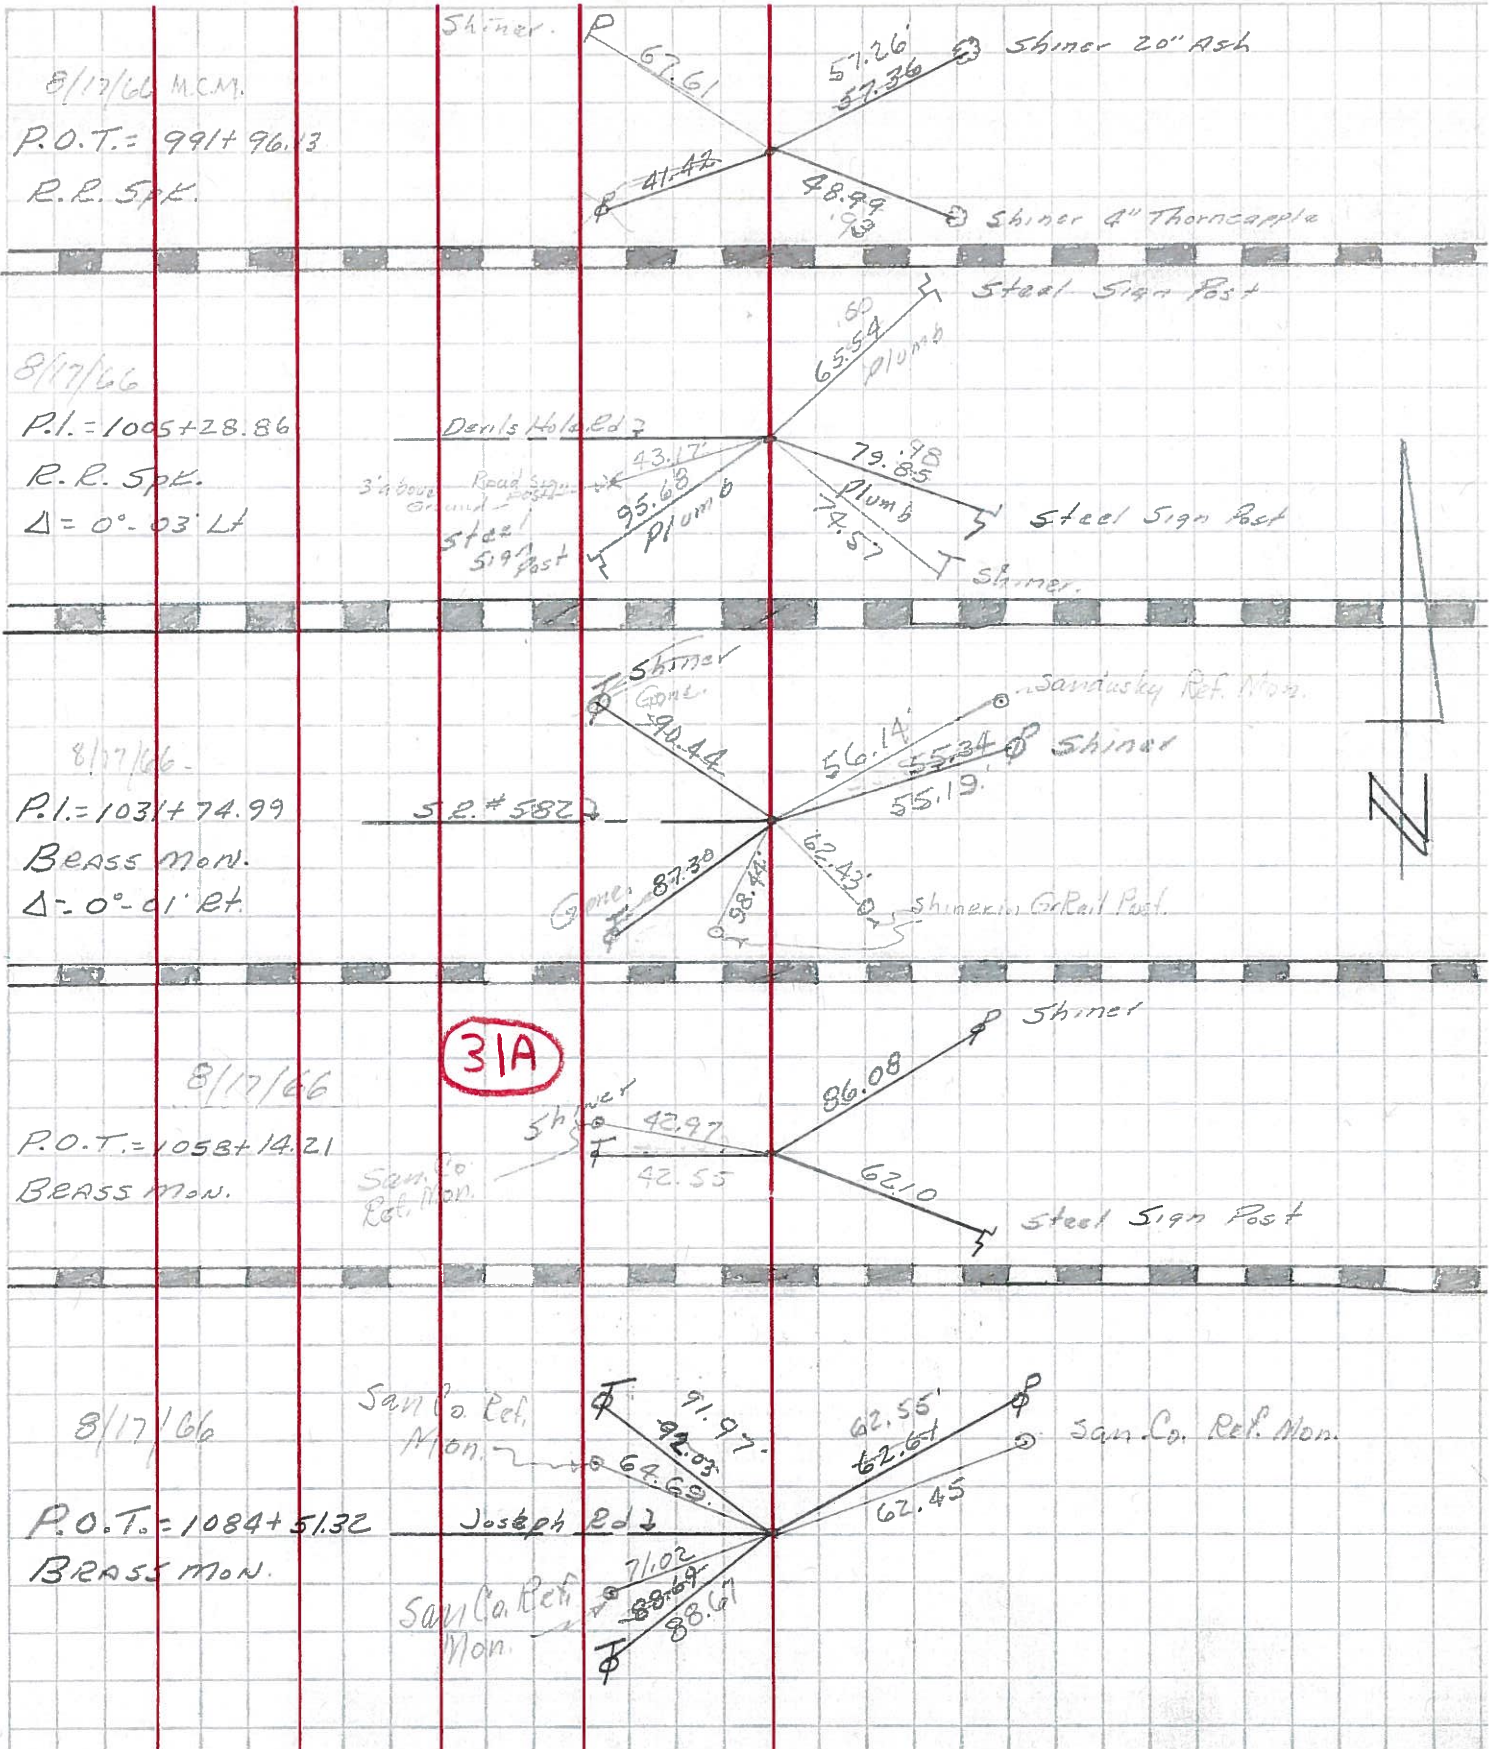 Shiner. P
67.61
57.26'
57.36
Shiner 20" Ash
8/17/66 M.C.M.
P.O.T.= 991+96.13
R.R. Spk.
41.42
48.99
.93
Shiner 4" Thorneapple
Steel Sign Post
.60
65.54
Plumb
8/17/66
P.I.= 1005+28.86
R.R. Spk.
Δ= 0°-03' Lt
Devils Hole Rd
43.17'
3' above Ground
Road Sign Post
95.68
Plumb
Steel Sign Post
79.85
.98
Plumb
74.57
Steel Sign Post
T Shiner.
Shiner
Gone.
90.44
Sandusky Ref. Mon.
56.14'
55.34
Shiner
55.19'
8/17/66-
P.I.= 1031+74.99
Brass Mon.
Δ= 0°-01' Rt.
S.R.#582
Gone.
87.30
98.44'
62.43'
Shiner in Gr Rail Post.
31A
Shiner
86.08
8/17/66
P.O.T.= 1058+14.21
Brass Mon.
Shiner
42.97
42.55
San. Co. Ref. Mon.
62.10
Steel Sign Post
8/17/66
P.O.T.= 1084+51.32
Brass Mon.
San Co. Ref. Mon.
91.97
92.03
64.69.
62.55'
62.61
San. Co. Ref. Mon.
62.45
Joseph Rd
71.02
88.69
88.67
San Co. Ref. Mon.
N